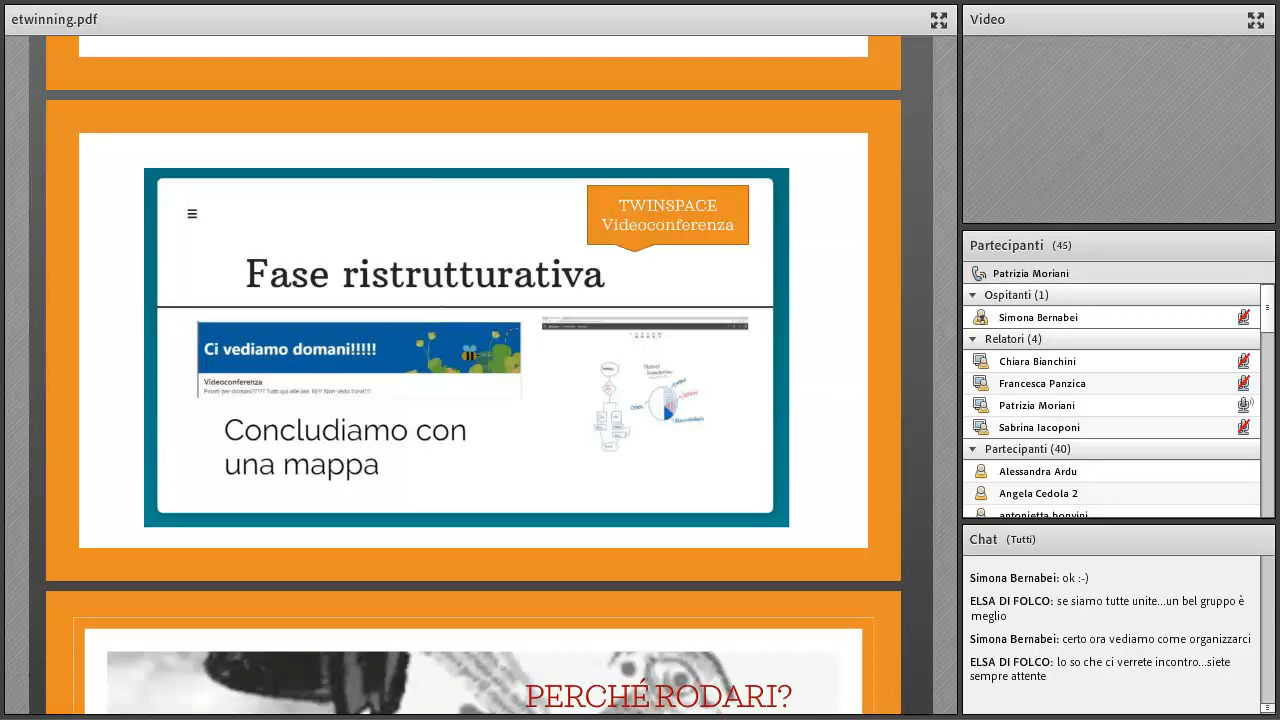 etwinning.pdf
TWINSPACE
Videoconferenza
Fase ristrutturativa
Ci vediamo domani!!!!!
Videoconferenza
Concludiamo con
una mappa
PERCHÉ RODARI?
Video
Partecipanti (45)
Patrizia Moriani
Ospitanti (1)
Simona Bernabei
Relatori (4)
Chiara Bianchini
Francesca Panzica
Patrizia Moriani
Sabrina Iacoponi
Partecipanti (40)
Alessandra Ardu
Angela Cedola 2
antonietta bonvini
Chat (Tutti)
Simona Bernabei: ok :-)
ELSA DI FOLCO: se siamo tutte unite...un bel gruppo è
meglio
Simona Bernabei: certo ora vediamo come organizzarci
ELSA DI FOLCO: lo so che ci verrete incontro...siete
sempre attente